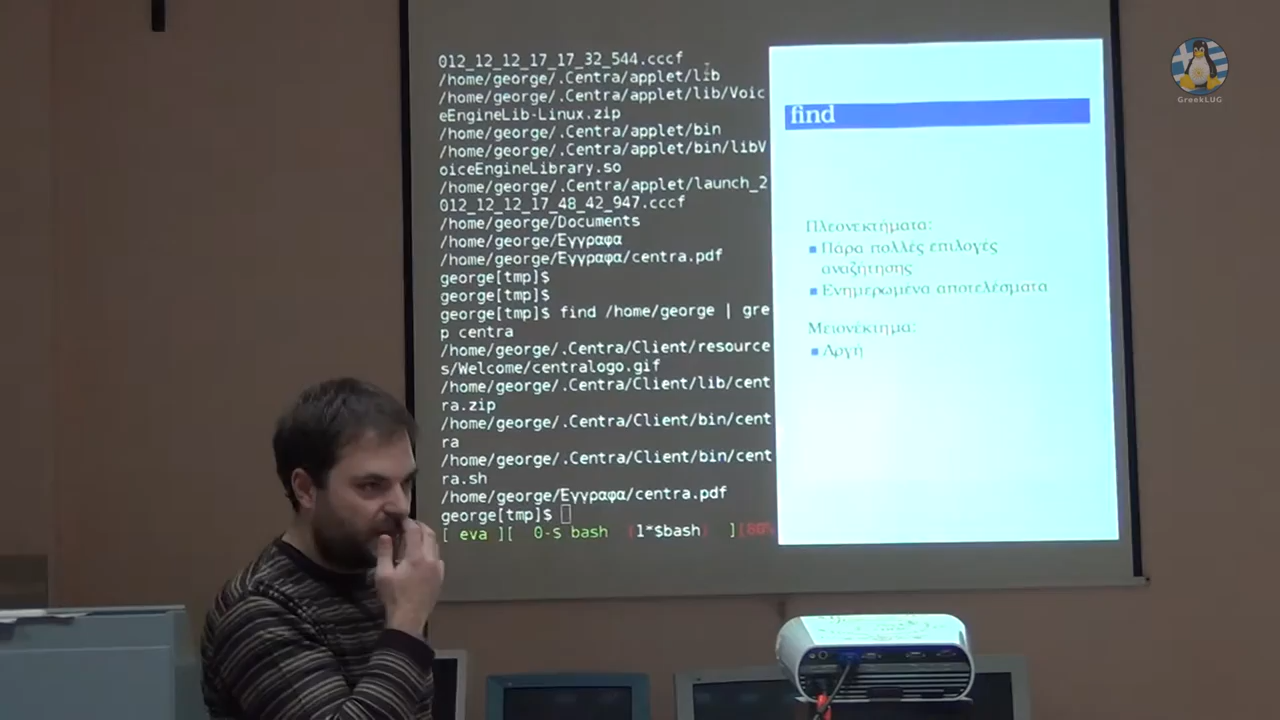 012_12_12_17_17_32_544.cccf
/home/george/.Centra/applet/lib
/home/george/.Centra/applet/lib/Voic
eEngineLib-Linux.zip
/home/george/.Centra/applet/bin
/home/george/.Centra/applet/bin/libV
oiceEngineLibrary.so
/home/george/.Centra/applet/launch_2
012_12_12_17_48_42_947.cccf
/home/george/Documents
/home/george/Έγγραφα
/home/george/Έγγραφα/centra.pdf
george[tmp]$
george[tmp]$
george[tmp]$ find /home/george | gre
p centra
/home/george/.Centra/Client/resource
s/Welcome/centralogo.gif
/home/george/.Centra/Client/lib/cent
ra.zip
/home/george/.Centra/Client/bin/cent
ra
/home/george/.Centra/Client/bin/cent
ra.sh
/home/george/Έγγραφα/centra.pdf
george[tmp]$
[ eva ][ 0-$ bash (1*$bash) ][86%
find
Πλεονεκτήματα:
Πάρα πολλές επιλογές
αναζήτησης
Ενημερωμένα αποτελέσματα
Μειονέκτημα:
Αργή
GreekLUG